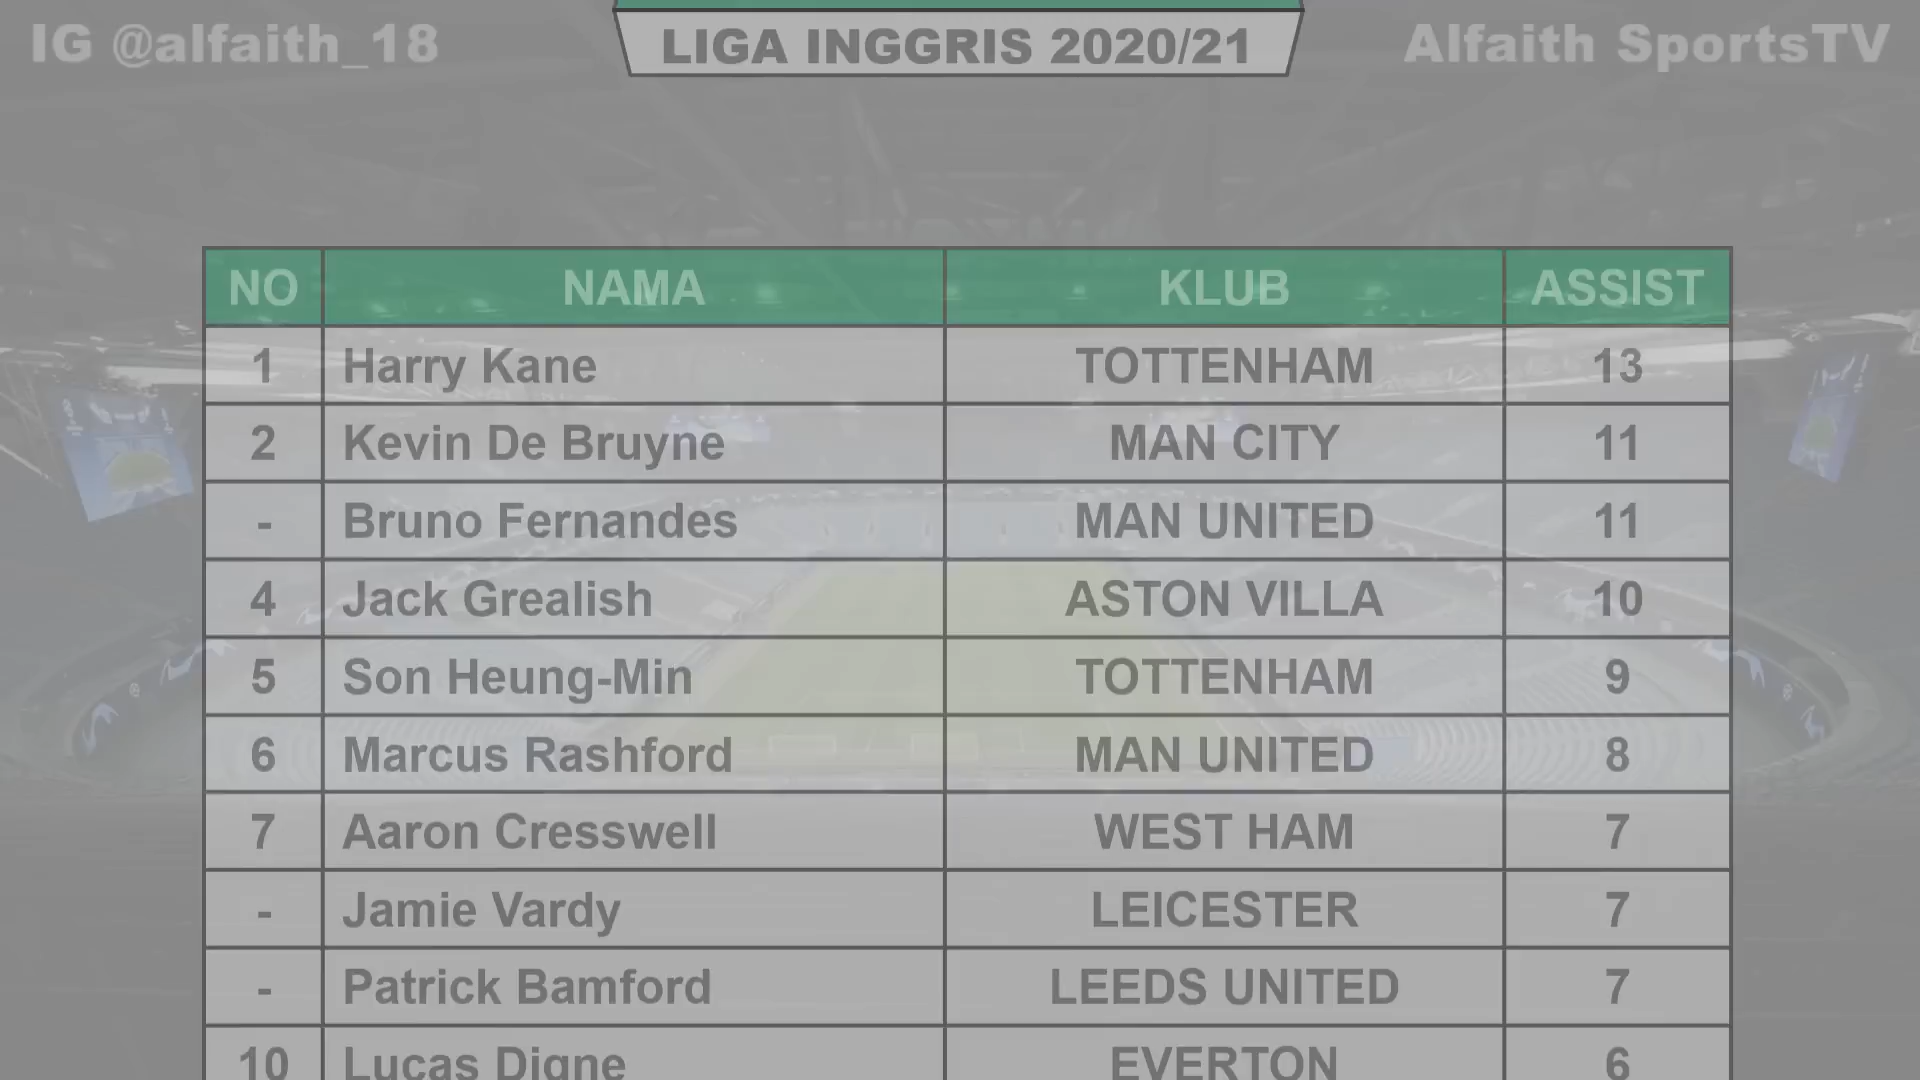 IG @alfaith_18
LIGA INGGRIS 2020/21
Alfaith SportsTV
NO NAMA KLUB ASSIST
1 Harry Kane TOTTENHAM 13
2 Kevin De Bruyne MAN CITY 11
- Bruno Fernandes MAN UNITED 11
4 Jack Grealish ASTON VILLA 10
5 Son Heung-Min TOTTENHAM 9
6 Marcus Rashford MAN UNITED 8
7 Aaron Cresswell WEST HAM 7
- Jamie Vardy LEICESTER 7
- Patrick Bamford LEEDS UNITED 7
10 Lucas Digne EVERTON 6